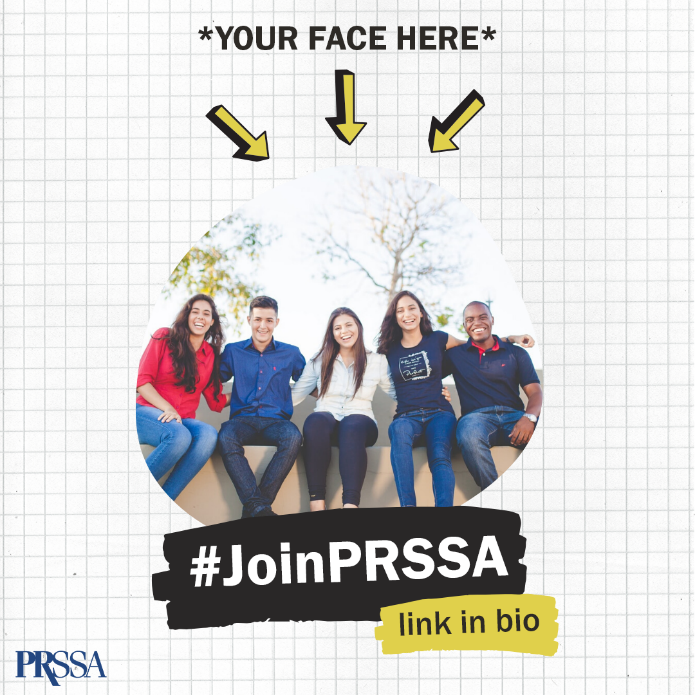 *YOUR FACE HERE*
#JoinPRSSA
link in bio
PRSSA